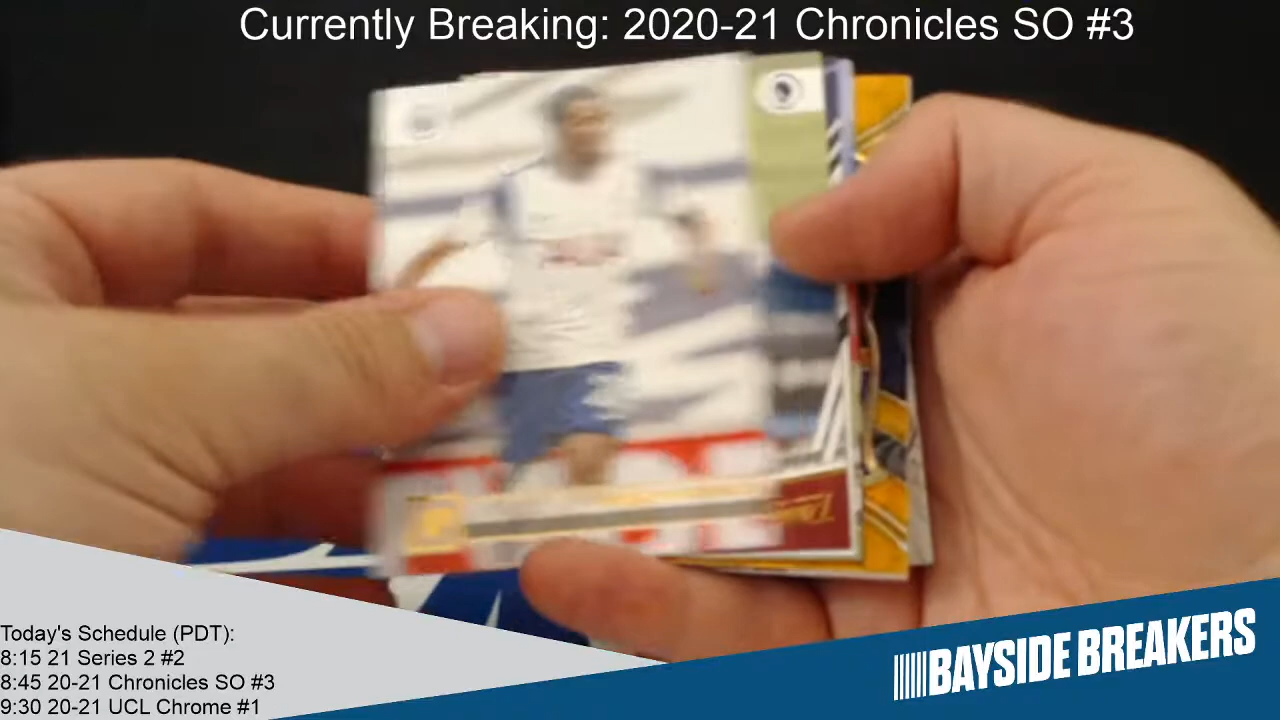 Currently Breaking: 2020-21 Chronicles SO #3
Today's Schedule (PDT):
8:15 21 Series 2 #2
8:45 20-21 Chronicles SO #3
9:30 20-21 UCL Chrome #1
BAYSIDE BREAKERS